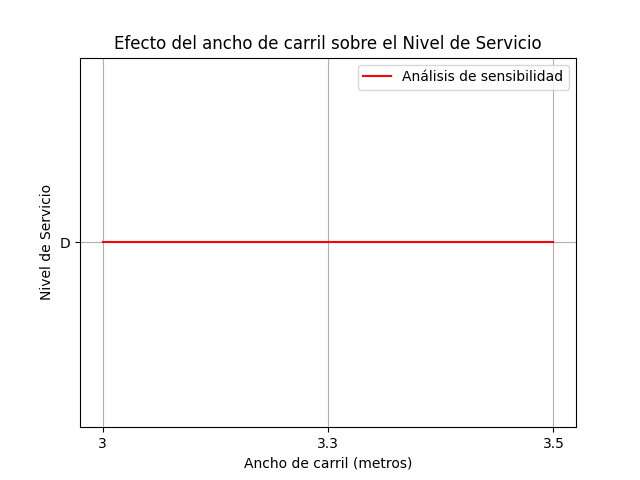 Efecto del ancho de carril sobre el Nivel de Servicio
Análisis de sensibilidad
Nivel de Servicio
D
3
3.3
3.5
Ancho de carril (metros)